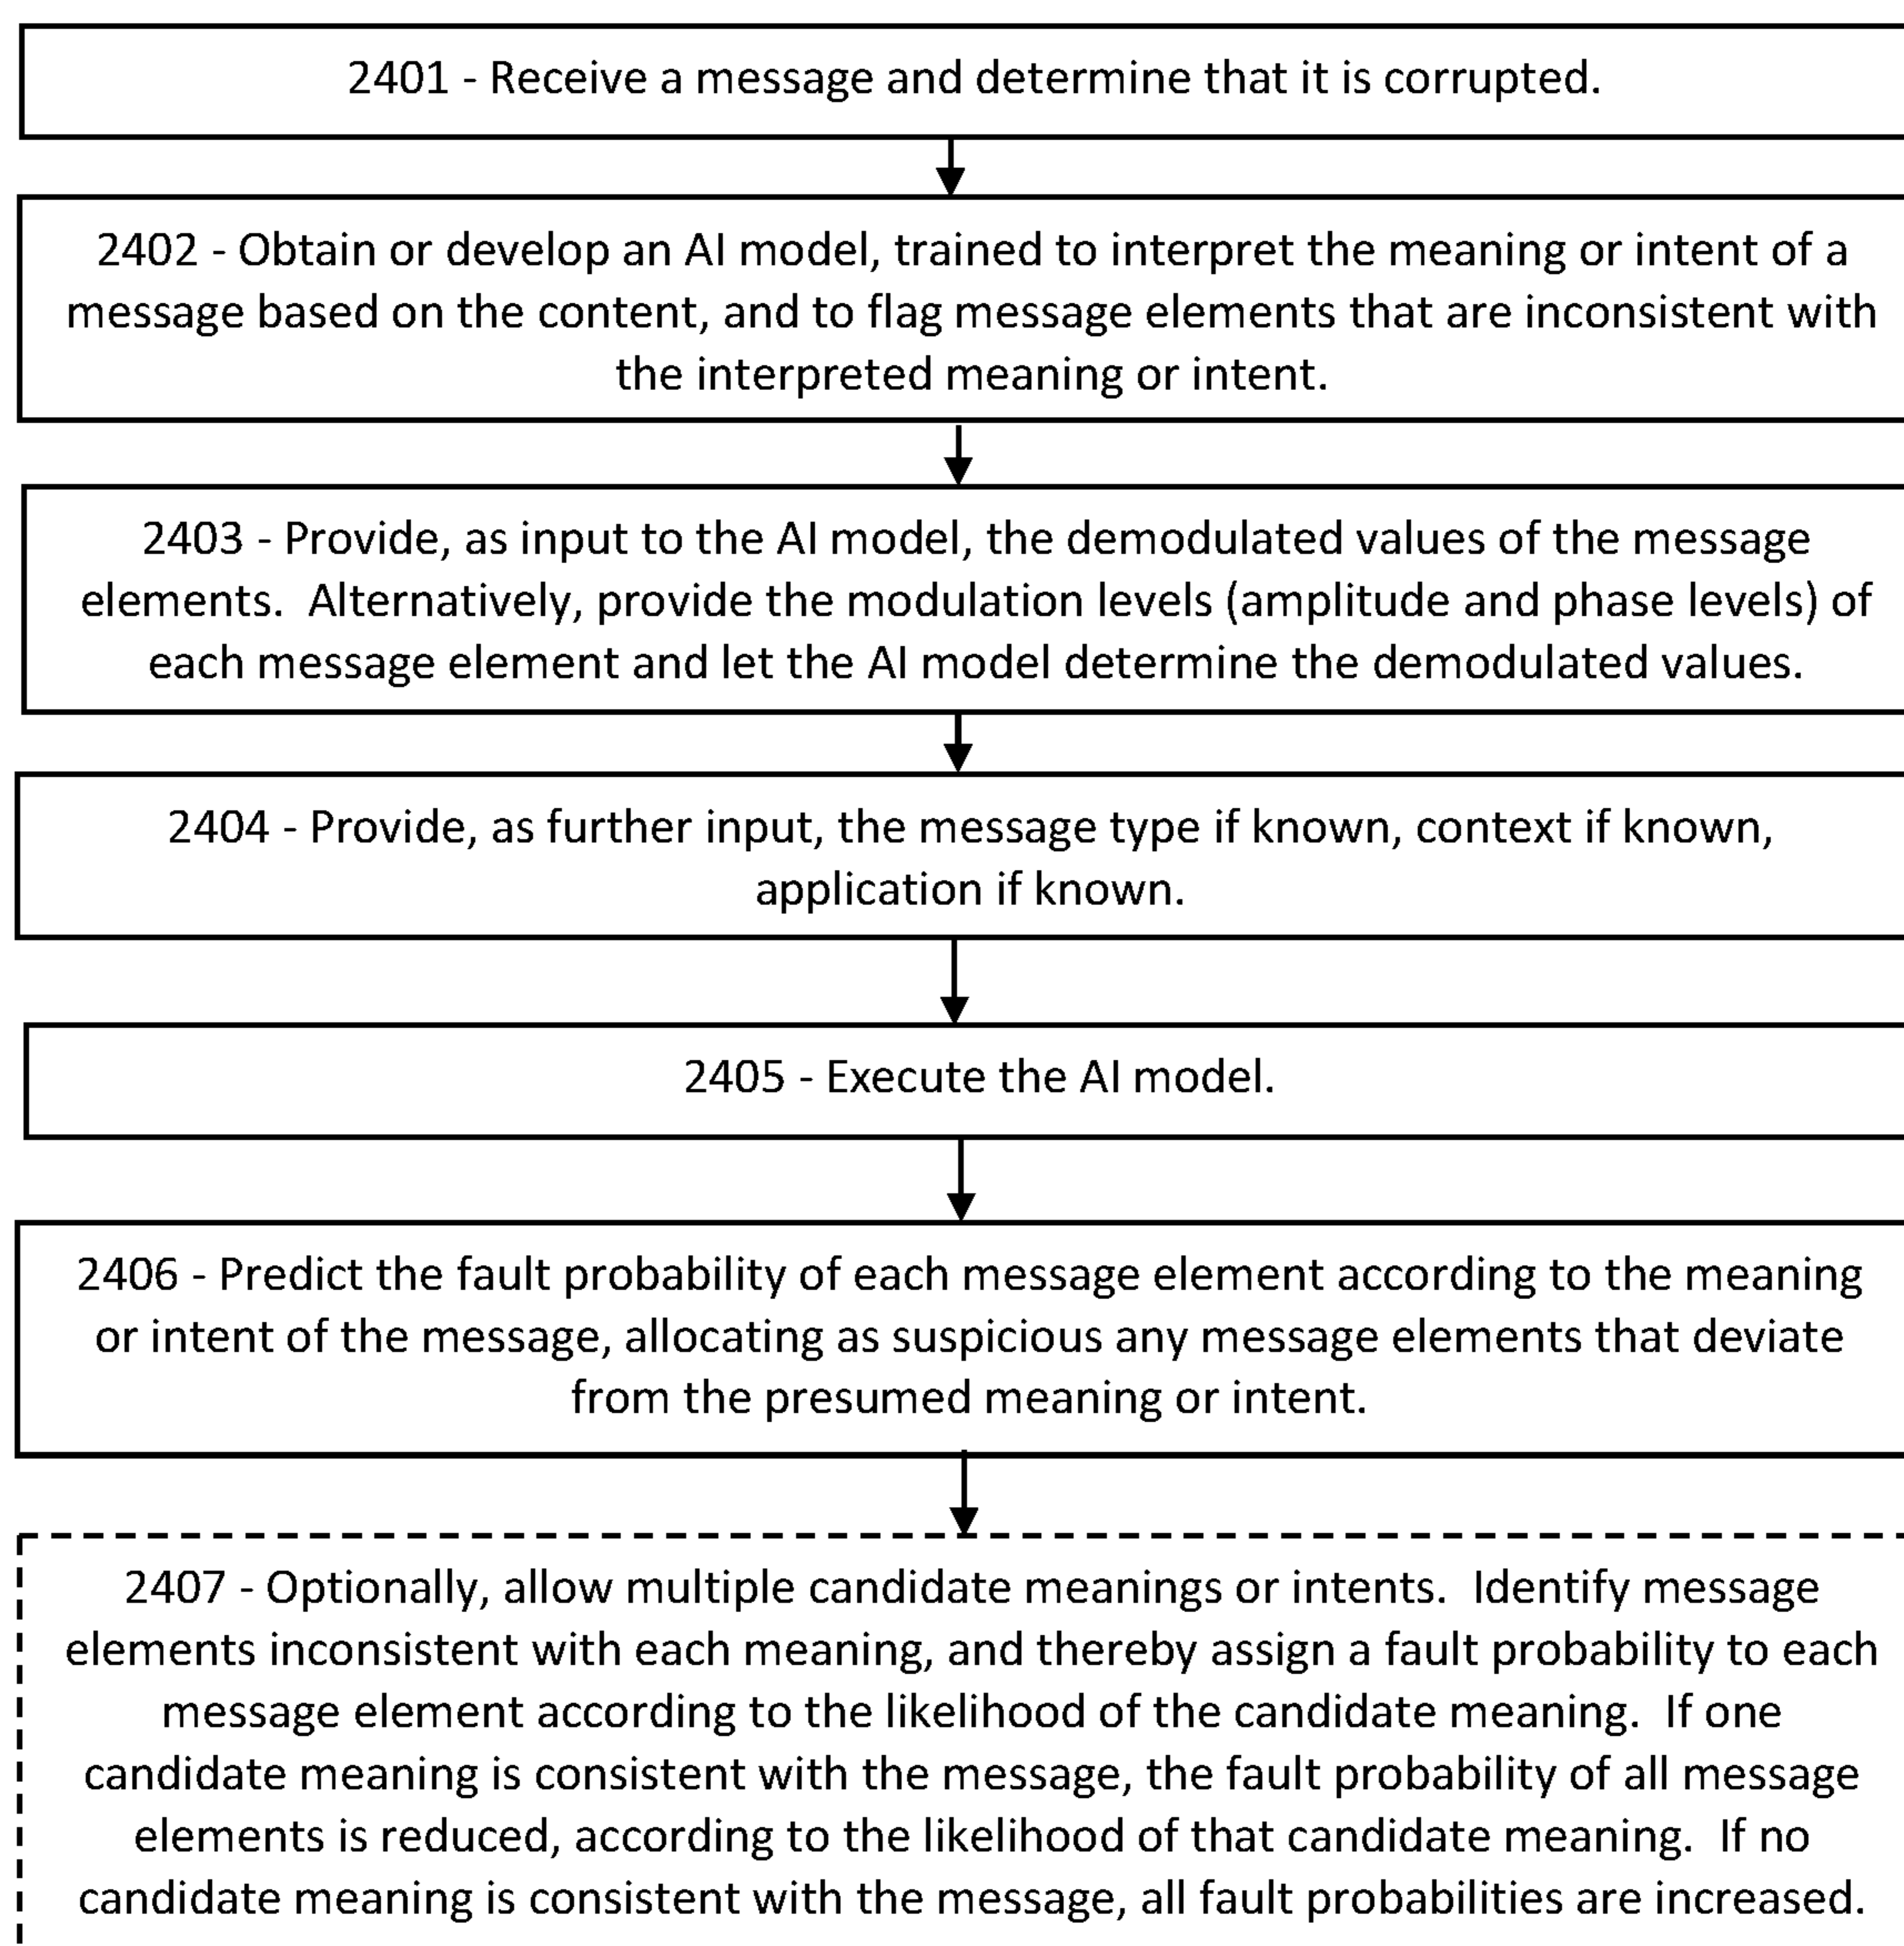 2401 - Receive a message and determine that it is corrupted.
2402 - Obtain or develop an AI model, trained to interpret the meaning or intent of a
message based on the content, and to flag message elements that are inconsistent with
the interpreted meaning or intent.
2403 - Provide, as input to the AI model, the demodulated values of the message
elements.  Alternatively, provide the modulation levels (amplitude and phase levels) of
each message element and let the AI model determine the demodulated values.
2404 - Provide, as further input, the message type if known, context if known,
application if known.
2405 - Execute the AI model.
2406 - Predict the fault probability of each message element according to the meaning
or intent of the message, allocating as suspicious any message elements that deviate
from the presumed meaning or intent.
2407 - Optionally, allow multiple candidate meanings or intents.  Identify message
elements inconsistent with each meaning, and thereby assign a fault probability to each
message element according to the likelihood of the candidate meaning.  If one
candidate meaning is consistent with the message, the fault probability of all message
elements is reduced, according to the likelihood of that candidate meaning.  If no
candidate meaning is consistent with the message, all fault probabilities are increased.